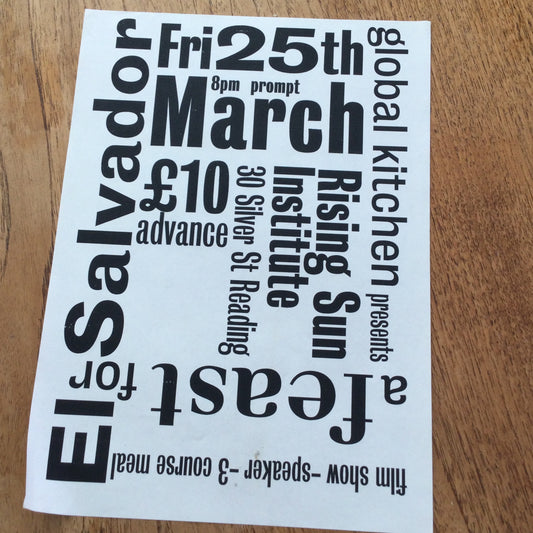 global kitchen presents
a feast for
El Salvador
Fri 25th
8pm prompt
March
£10
advance
Rising Sun
Institute
30 Silver St Reading
film show – speaker – 3 course meal